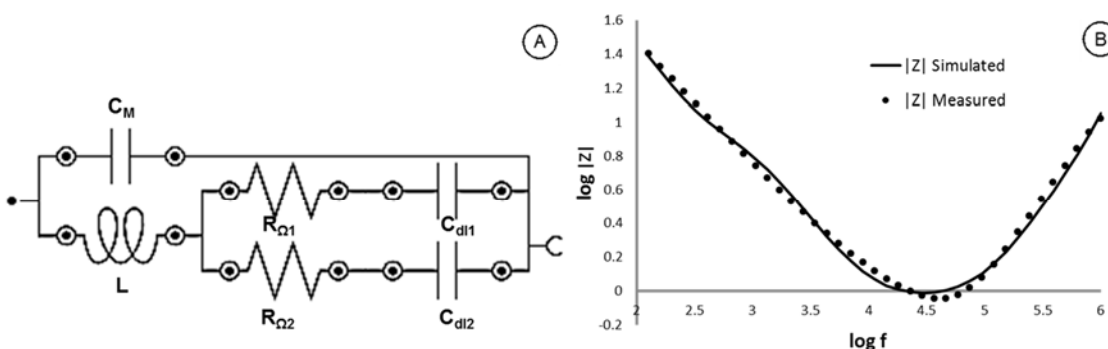 A
C_M
R_Ω1
C_dl1
L
R_Ω2
C_dl2
B
1.6
1.4
1.2
1
0.8
0.6
0.4
0.2
0
-0.2
log |Z|
|Z| Simulated
|Z| Measured
2 2.5 3 3.5 4 4.5 5 5.5 6
log f